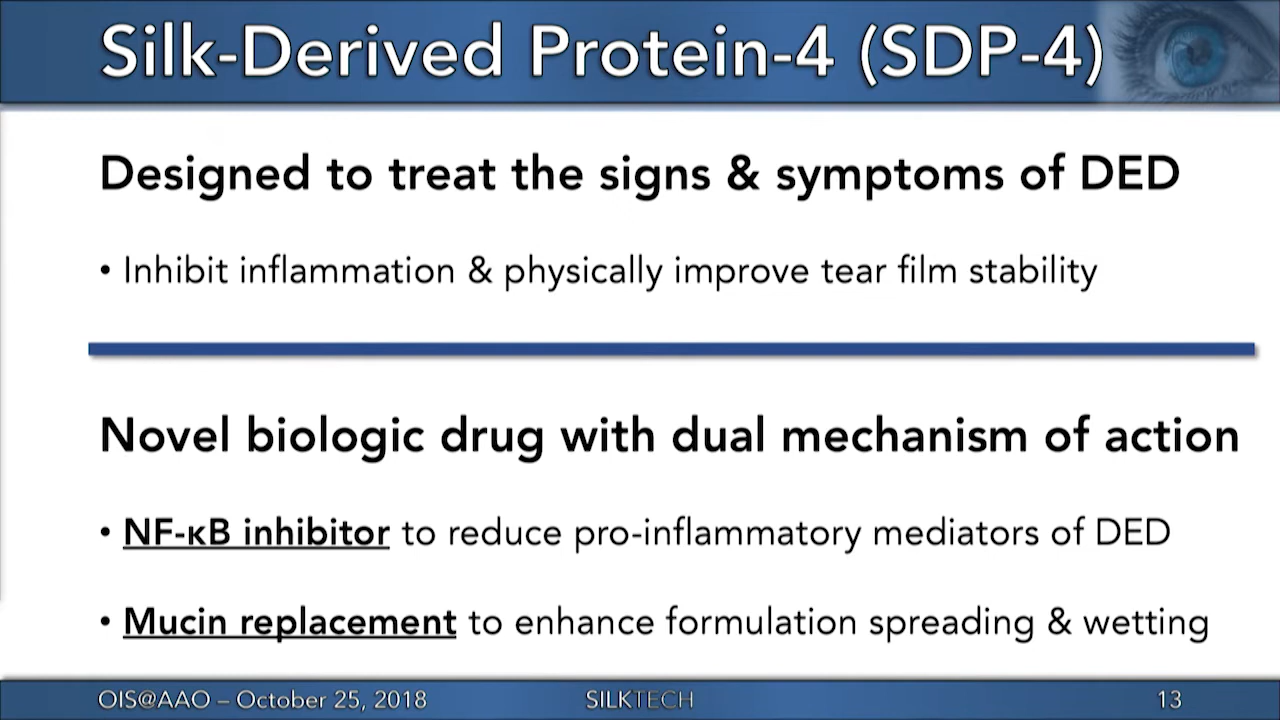 Silk-Derived Protein-4 (SDP-4)
Designed to treat the signs & symptoms of DED
• Inhibit inflammation & physically improve tear film stability
Novel biologic drug with dual mechanism of action
• NF-κB inhibitor to reduce pro-inflammatory mediators of DED
• Mucin replacement to enhance formulation spreading & wetting
OIS@AAO – October 25, 2018 SILKTECH 13